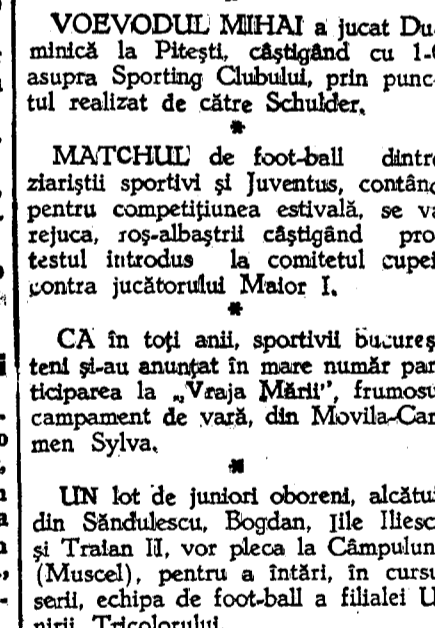 VOEVODUL MIHAI a jucat Du-
minică la Pitești, câștigând cu 1-0
asupra Sporting Clubului, prin punc-
tul realizat de către Schulder.
*
MATCHUL de foot-ball dintre
ziariștii sportivi și Juventus, contând
pentru competițiunea estivală, se va
rejuca, roș-albaștrii câștigând pro-
testul introdus la comitetul cupei
contra jucătorului Maior I.
*
CA în toți anii, sportivii bucureș-
teni și-au anunțat în mare număr par-
ticiparea la „Vraja Mării", frumosul
campament de vară, din Movila-Car-
men Sylva.
*
UN lot de juniori oboreni, alcătuit
din Săndulescu, Bogdan, Ilie Iliescu
și Traian II, vor pleca la Câmpulung
(Muscel), pentru a întări, în cursul
serii, echipa de foot-ball a filialei U-
nirii Tricolorului